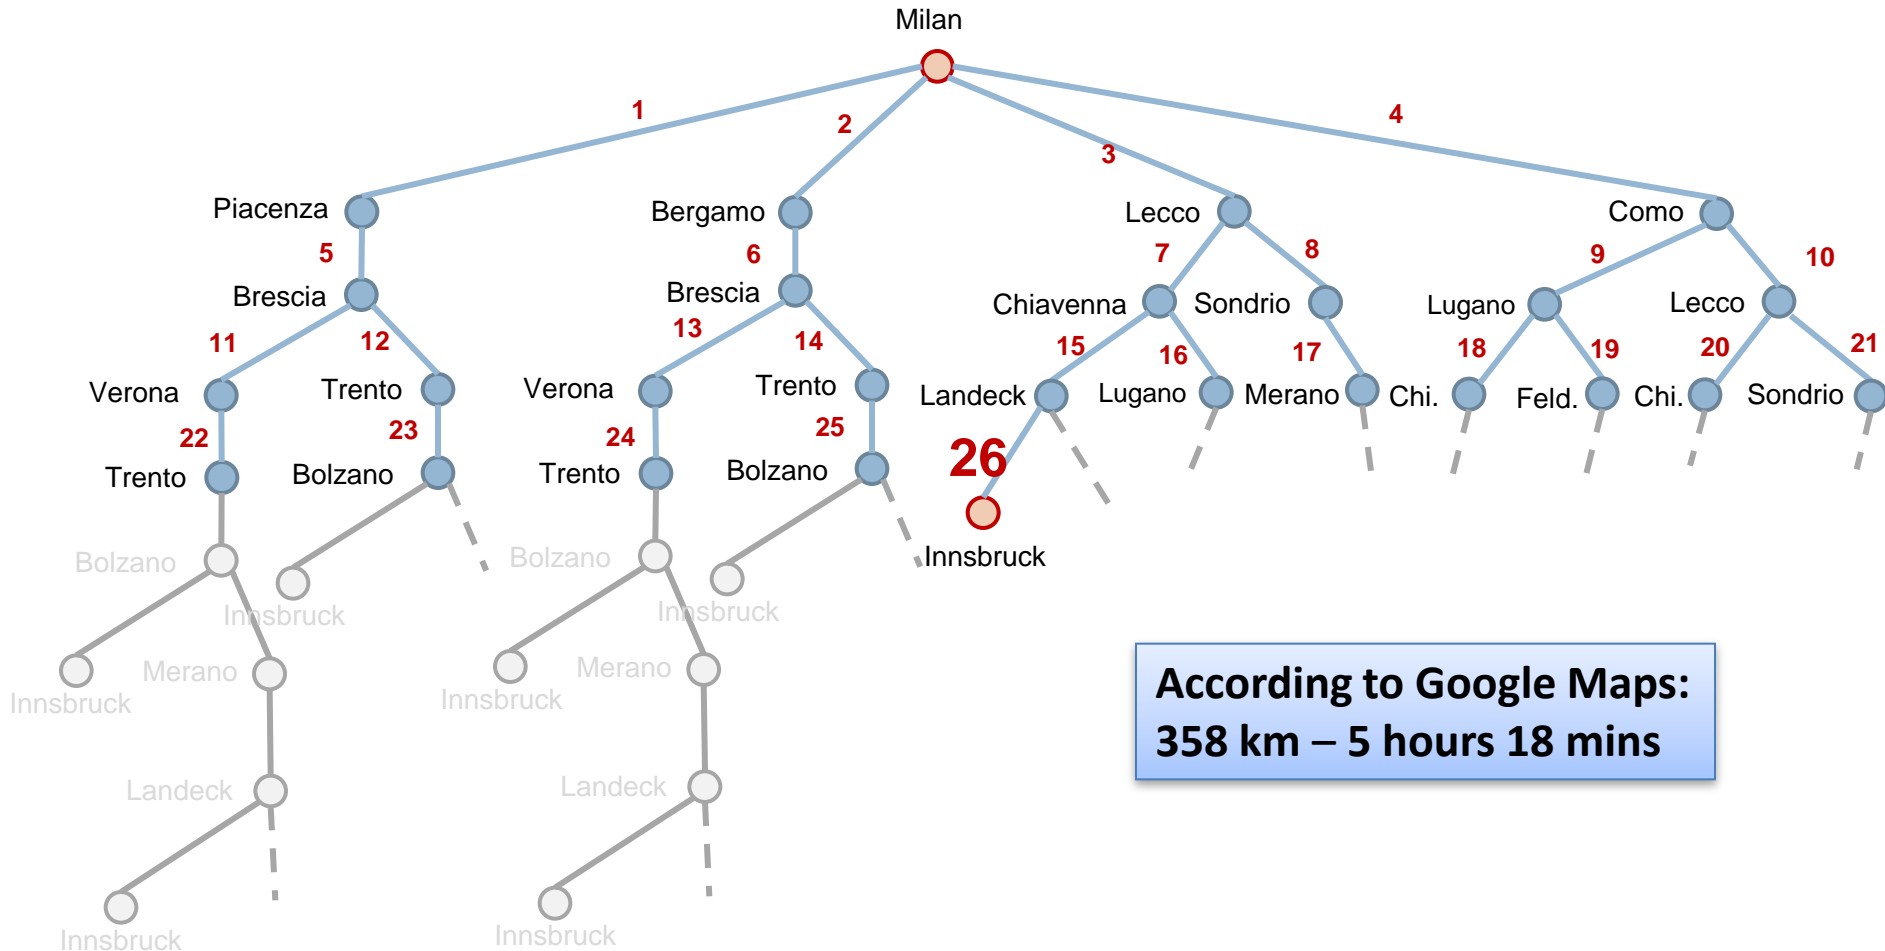 Milan
1
2
3
4
Piacenza
Bergamo
Lecco
Como
5
6
7
8
9
10
Brescia
Brescia
Chiavenna
Sondrio
Lugano
Lecco
11
12
13
14
15
16
17
18
19
20
21
Verona
Trento
Verona
Trento
Landeck
Lugano
Merano
Chi.
Feld.
Chi.
Sondrio
22
23
24
25
26
Trento
Bolzano
Trento
Bolzano
Innsbruck
Bolzano
Innsbruck
Bolzano
Innsbruck
Innsbruck
Merano
Innsbruck
Merano
Landeck
Landeck
Innsbruck
Innsbruck
According to Google Maps:
358 km – 5 hours 18 mins